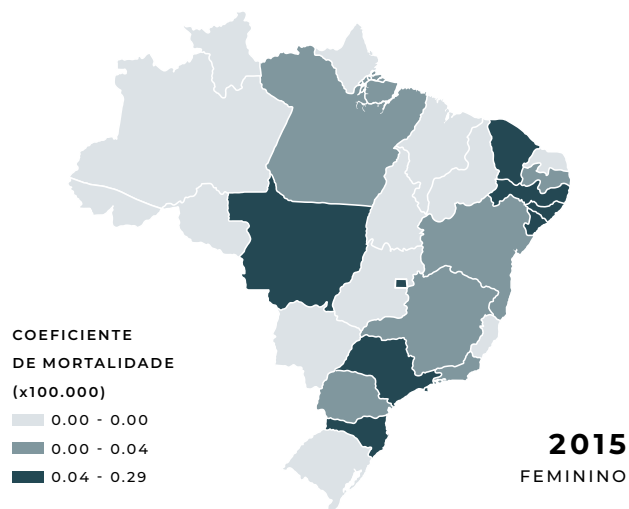 COEFICIENTE
DE MORTALIDADE
(x100.000)
0.00 - 0.00
0.00 - 0.04
0.04 - 0.29
2015
FEMININO